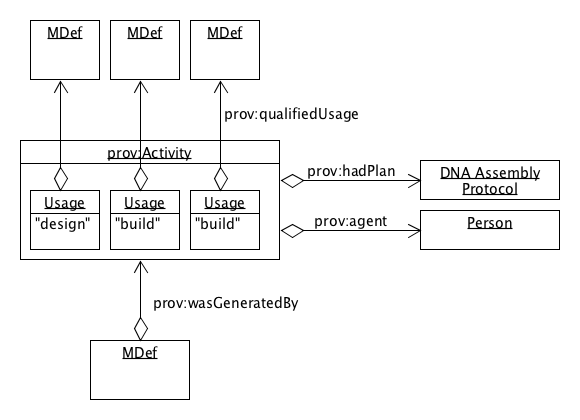 MDef MDef MDef
prov:qualifiedUsage
prov:Activity
prov:hadPlan
DNA Assembly
Protocol
Usage Usage Usage
"design" "build" "build"
prov:agent
Person
prov:wasGeneratedBy
MDef